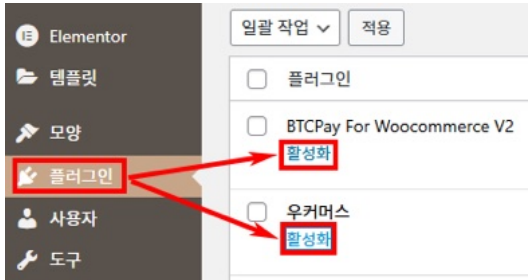 Elementor
템플릿
모양
플러그인
사용자
도구
일괄 작업
적용
플러그인
BTCPay For Woocommerce V2
활성화
우커머스
활성화